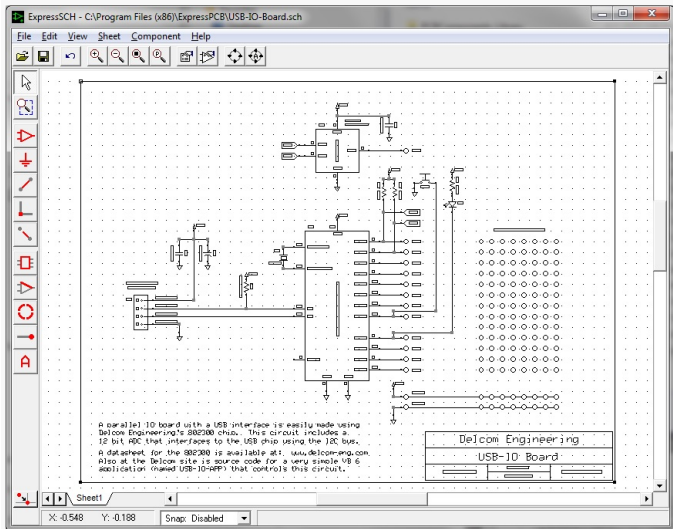 ExpressSCH - C:\Program Files (x86)\ExpressPCB\USB-IO-Board.sch
File Edit View Sheet Component Help
A
A parallel IO board with a USB interface is easily made using
Delcom Engineering's 802300 chip. This circuit includes a
12 bit ADC that interfaces to the USB chip using the I2C bus.
A datasheet for the 802300 is available at: www.delcom-eng.com
Also at the Delcom site is source code for a very simple VB 6
application (named USB-IO-APP) that controls this circuit.
Delcom Engineering
USB-IO Board
Sheet1
X: -0.548 Y: -0.188 Snap: Disabled